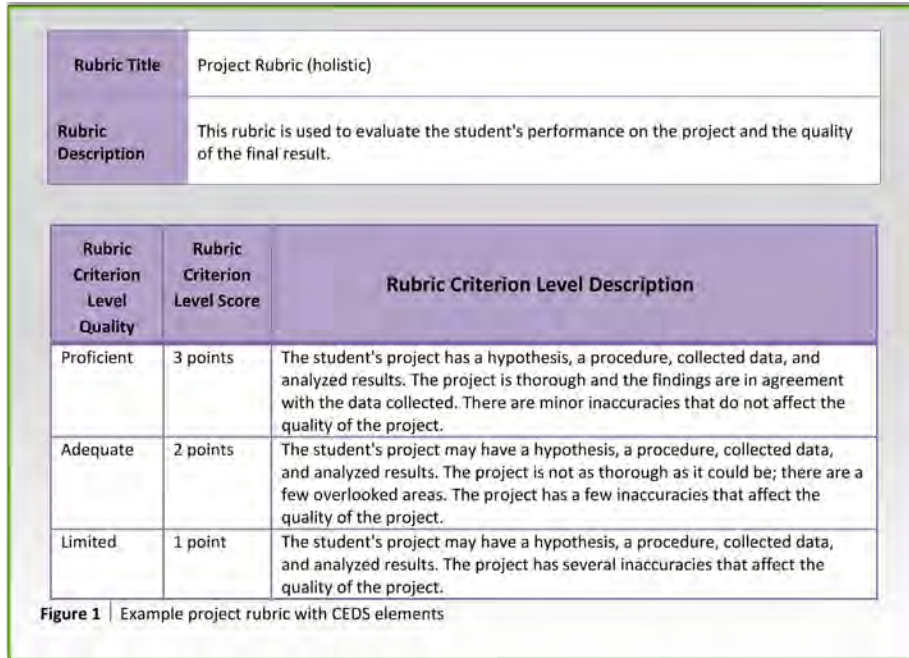 Rubric Title
Project Rubric (holistic)
Rubric
Description
This rubric is used to evaluate the student's performance on the project and the quality
of the final result.
Rubric
Criterion
Level
Quality
Rubric
Criterion
Level Score
Rubric Criterion Level Description
Proficient
3 points
The student's project has a hypothesis, a procedure, collected data, and
analyzed results. The project is thorough and the findings are in agreement
with the data collected. There are minor inaccuracies that do not affect the
quality of the project.
Adequate
2 points
The student's project may have a hypothesis, a procedure, collected data,
and analyzed results. The project is not as thorough as it could be; there are a
few overlooked areas. The project has a few inaccuracies that affect the
quality of the project.
Limited
1 point
The student's project may have a hypothesis, a procedure, collected data,
and analyzed results. The project has several inaccuracies that affect the
quality of the project.
Figure 1 | Example project rubric with CEDS elements